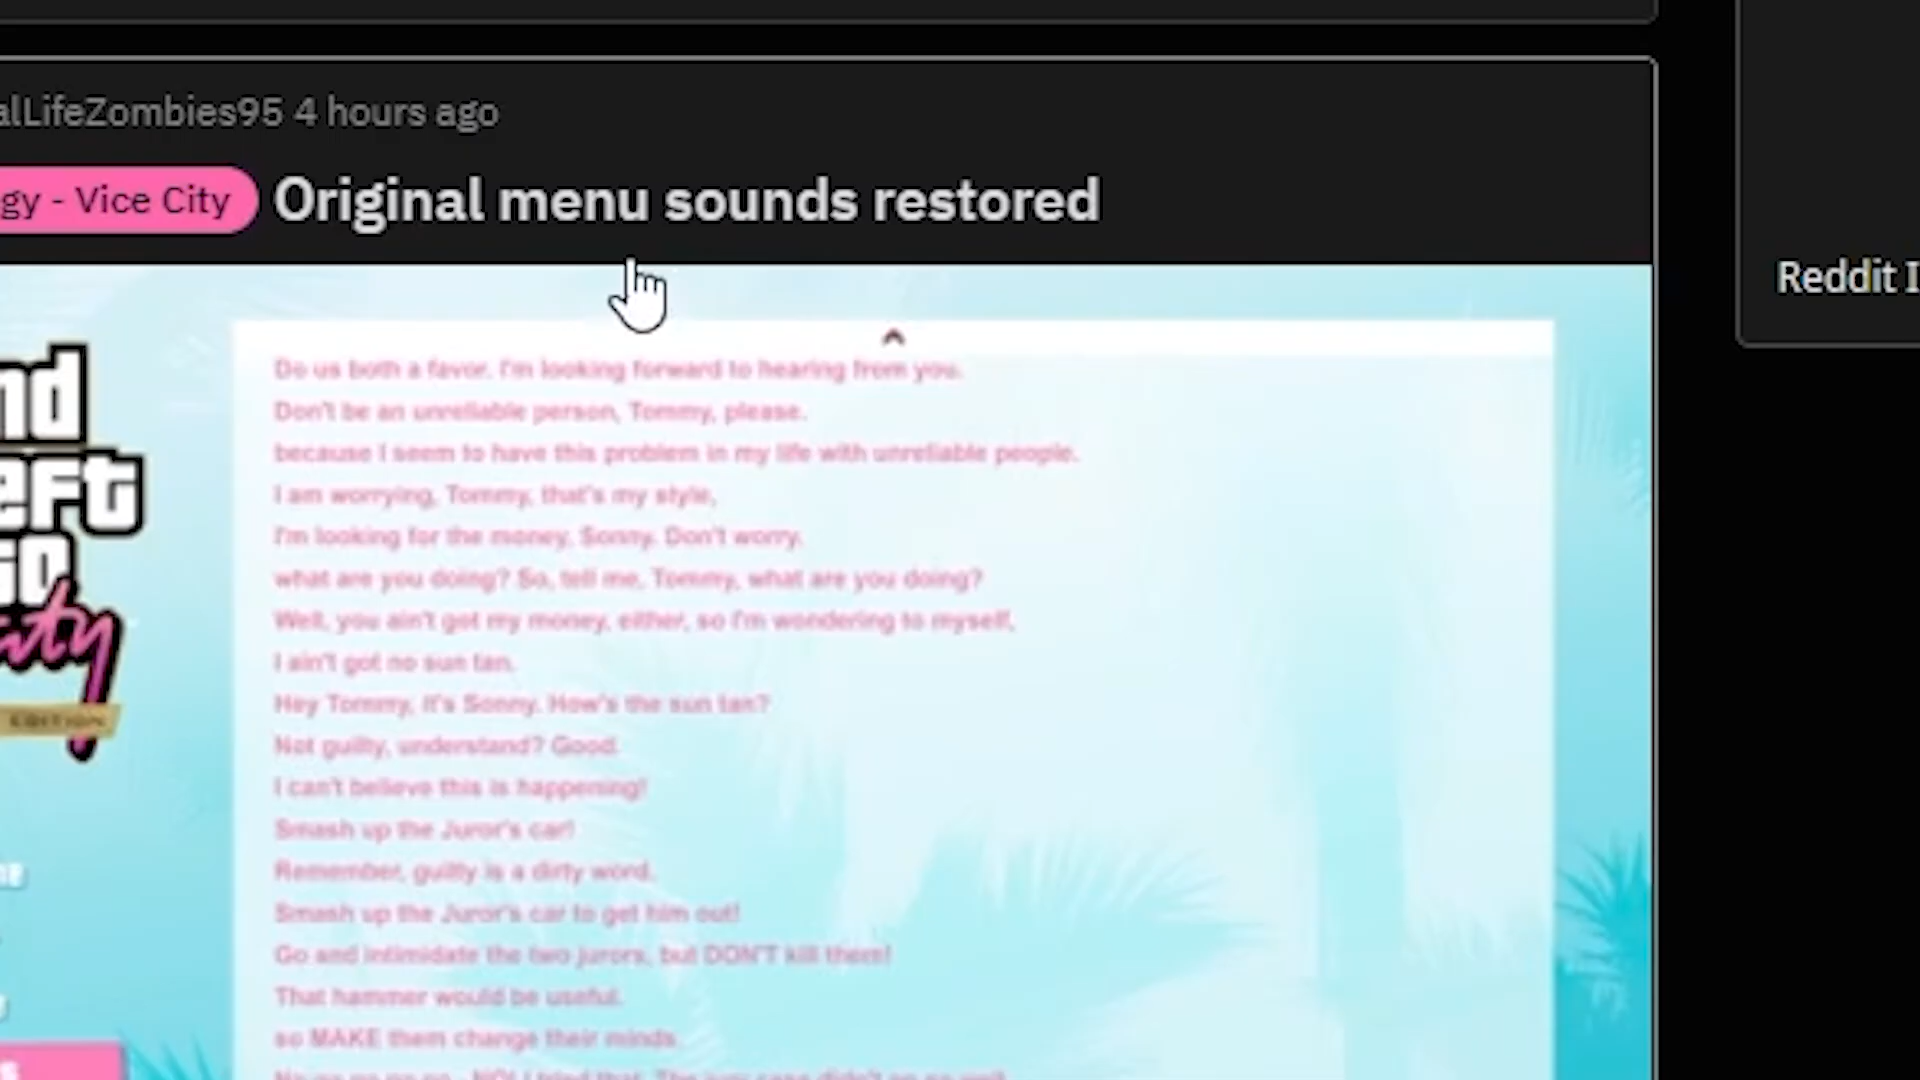 alLifeZombies95 4 hours ago
gy - Vice City Original menu sounds restored
Reddit I
Do us both a favor. I'm looking forward to hearing from you.
Don't be an unreliable person, Tommy, please.
because I seem to have this problem in my life with unreliable people.
I am worrying, Tommy, that's my style,
I'm looking for the money, Sonny. Don't worry.
what are you doing? So, tell me, Tommy, what are you doing?
Well, you ain't got my money, either, so I'm wondering to myself,
I ain't got no sun tan.
Hey Tommy, it's Sonny. How's the sun tan?
Not guilty, understand? Good.
I can't believe this is happening!
Smash up the Juror's car!
Remember, guilty is a dirty word.
Smash up the Juror's car to get him out!
Go and intimidate the two jurors, but DON'T kill them!
That hammer would be useful.
so MAKE them change their minds.
nd
eft
city
EDITION